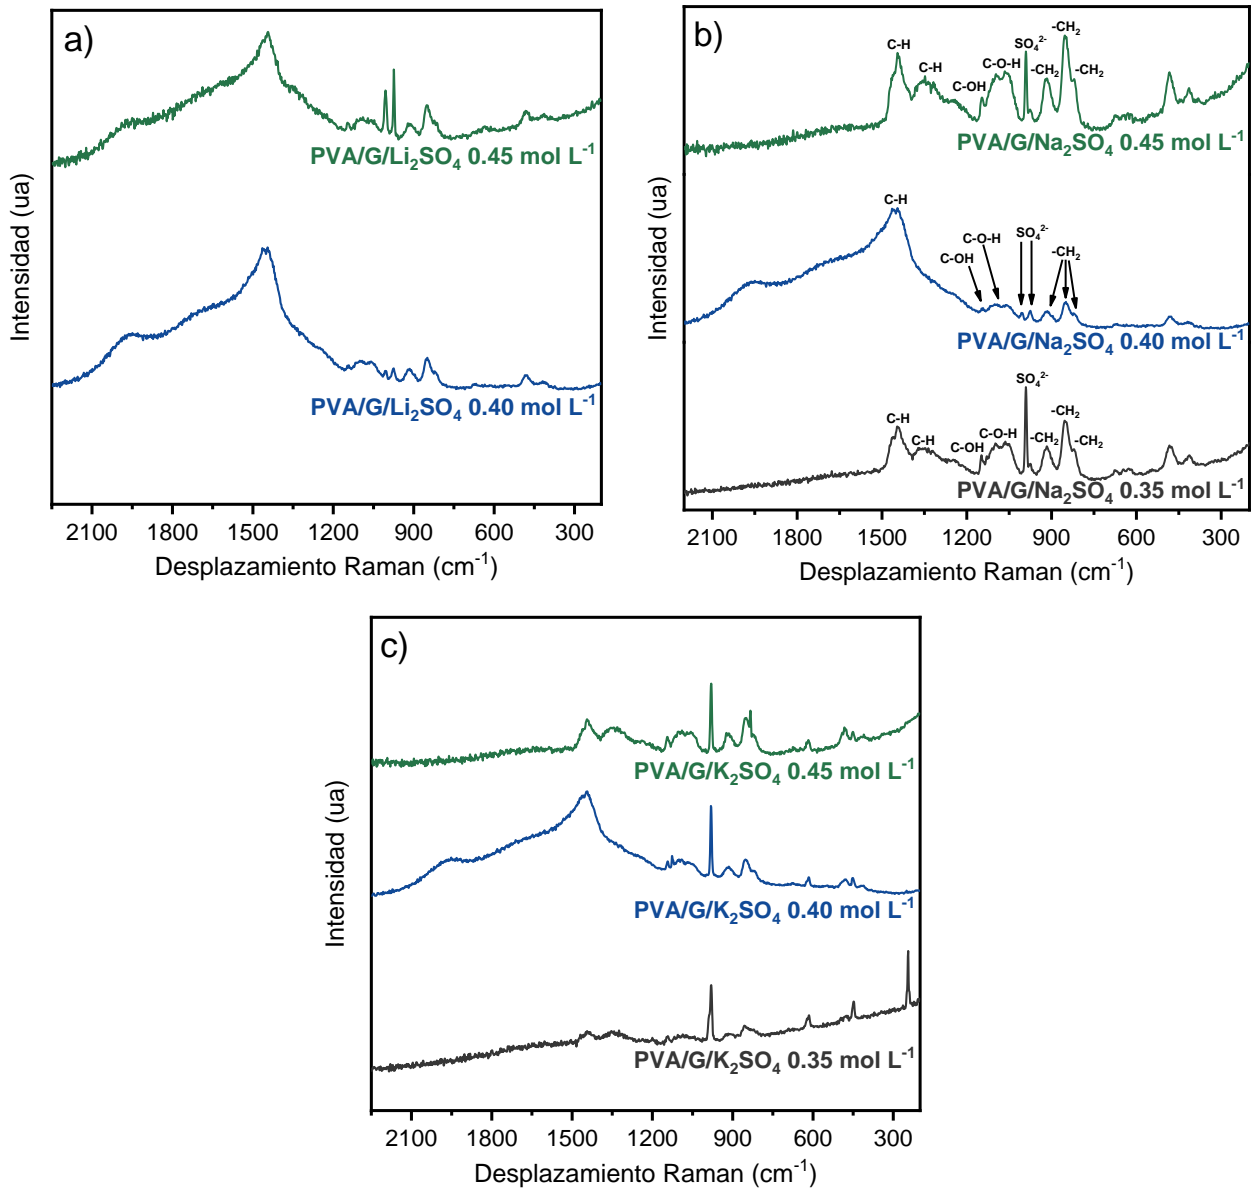 a)
Intensidad (ua)
PVA/G/Li₂SO₄ 0.45 mol L⁻¹
PVA/G/Li₂SO₄ 0.40 mol L⁻¹
2100 1800 1500 1200 900 600 300
Desplazamiento Raman (cm⁻¹)
b)
Intensidad (ua)
C-H
C-H
C-OH
C-O-H
SO₄²⁻
-CH₂
-CH₂
-CH₂
PVA/G/Na₂SO₄ 0.45 mol L⁻¹
C-H
C-OH
C-O-H
SO₄²⁻
-CH₂
PVA/G/Na₂SO₄ 0.40 mol L⁻¹
C-H
C-H
C-OH
C-O-H
SO₄²⁻
-CH₂
-CH₂
-CH₂
PVA/G/Na₂SO₄ 0.35 mol L⁻¹
2100 1800 1500 1200 900 600 300
Desplazamiento Raman (cm⁻¹)
c)
Intensidad (ua)
PVA/G/K₂SO₄ 0.45 mol L⁻¹
PVA/G/K₂SO₄ 0.40 mol L⁻¹
PVA/G/K₂SO₄ 0.35 mol L⁻¹
2100 1800 1500 1200 900 600 300
Desplazamiento Raman (cm⁻¹)